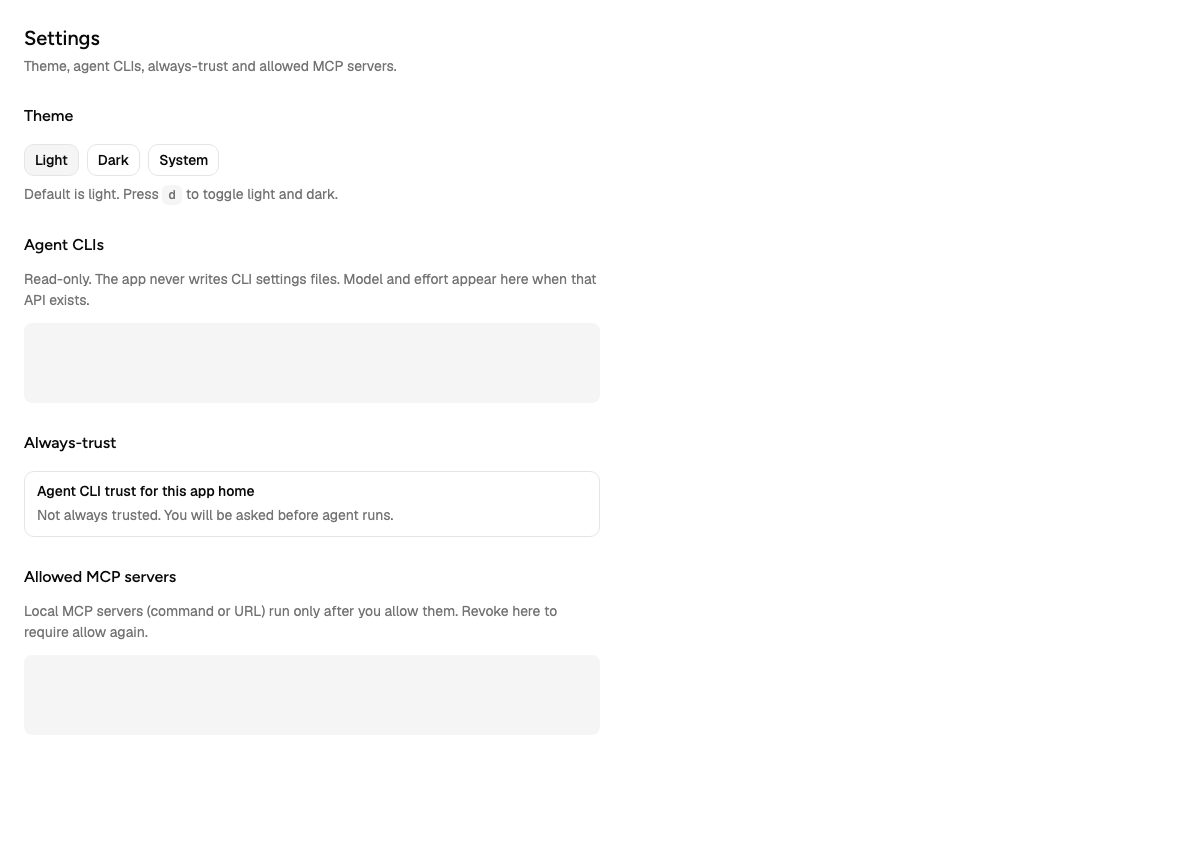 Settings
Theme, agent CLIs, always-trust and allowed MCP servers.
Theme
Light Dark System
Default is light. Press d to toggle light and dark.
Agent CLIs
Read-only. The app never writes CLI settings files. Model and effort appear here when that
API exists.
Always-trust
Agent CLI trust for this app home
Not always trusted. You will be asked before agent runs.
Allowed MCP servers
Local MCP servers (command or URL) run only after you allow them. Revoke here to
require allow again.